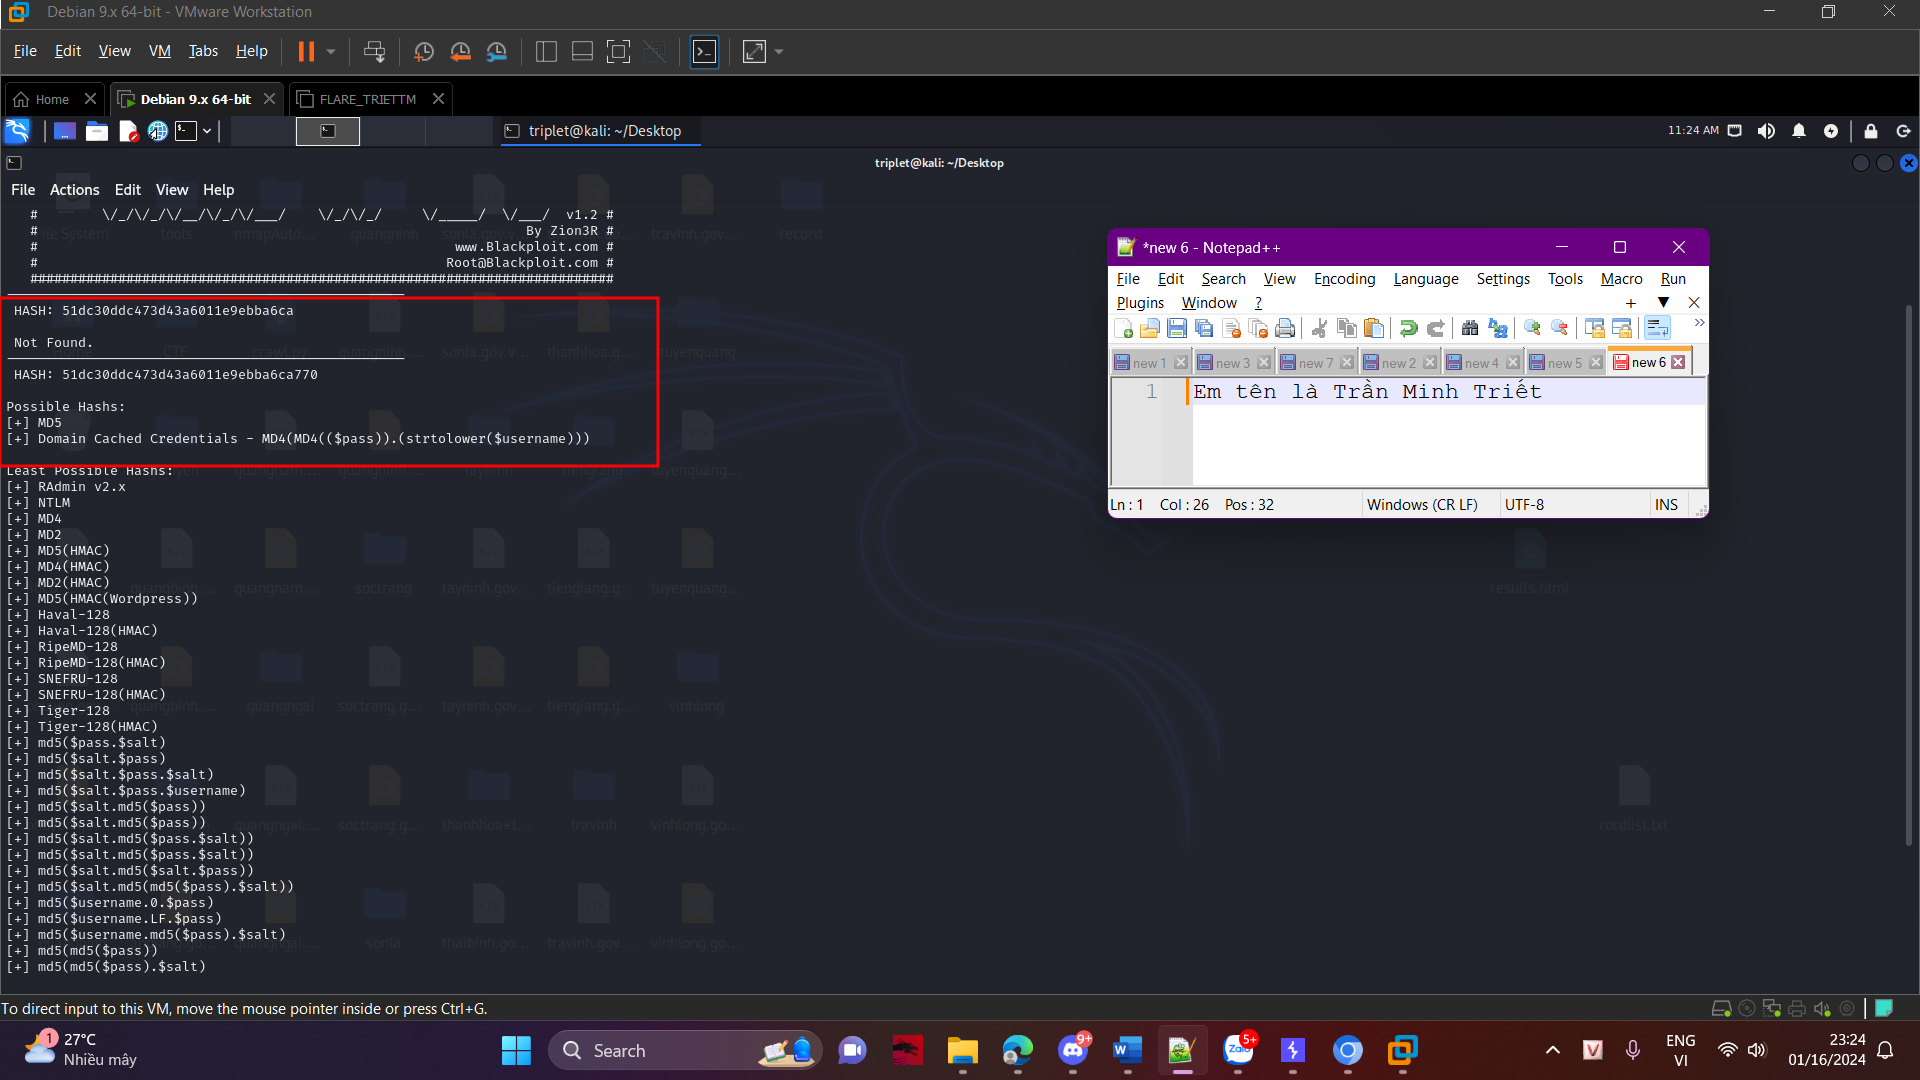 Debian 9.x 64-bit - VMware Workstation
File Edit View VM Tabs Help
Home Debian 9.x 64-bit FLARE_TRIETTM
triplet@kali: ~/Desktop 11:24 AM
triplet@kali: ~/Desktop
File Actions Edit View Help
# \/_/\/_/\/__/\/_/\/___/ \/_/\/_/ \/_____/ \/___/ v1.2 #
# By Zion3R #
# www.Blackploit.com #
# Root@Blackploit.com #
#########################################################################
HASH: 51dc30ddc473d43a6011e9ebba6ca
Not Found.
HASH: 51dc30ddc473d43a6011e9ebba6ca770
Possible Hashs:
[+] MD5
[+] Domain Cached Credentials - MD4(MD4(($pass)).(strtolower($username)))
Least Possible Hashs:
[+] RAdmin v2.x
[+] NTLM
[+] MD4
[+] MD2
[+] MD5(HMAC)
[+] MD4(HMAC)
[+] MD2(HMAC)
[+] MD5(HMAC(Wordpress))
[+] Haval-128
[+] Haval-128(HMAC)
[+] RipeMD-128
[+] RipeMD-128(HMAC)
[+] SNEFRU-128
[+] SNEFRU-128(HMAC)
[+] Tiger-128
[+] Tiger-128(HMAC)
[+] md5($pass.$salt)
[+] md5($salt.$pass)
[+] md5($salt.$pass.$salt)
[+] md5($salt.$pass.$username)
[+] md5($salt.md5($pass))
[+] md5($salt.md5($pass))
[+] md5($salt.md5($pass.$salt))
[+] md5($salt.md5($pass.$salt))
[+] md5($salt.md5($salt.$pass))
[+] md5($salt.md5(md5($pass).$salt))
[+] md5($username.0.$pass)
[+] md5($username.LF.$pass)
[+] md5($username.md5($pass).$salt)
[+] md5(md5($pass))
[+] md5(md5($pass).$salt)
*new 6 - Notepad++
File Edit Search View Encoding Language Settings Tools Macro Run
Plugins Window ?
new 1 new 3 new 7 new 2 new 4 new 5 new 6
1 Em tên là Trần Minh Triết
Ln : 1 Col : 26 Pos : 32 Windows (CR LF) UTF-8 INS
results.html
rordlist.txt
To direct input to this VM, move the mouse pointer inside or press Ctrl+G.
27°C
Nhiều mây
Search
ENG
VI
23:24
01/16/2024